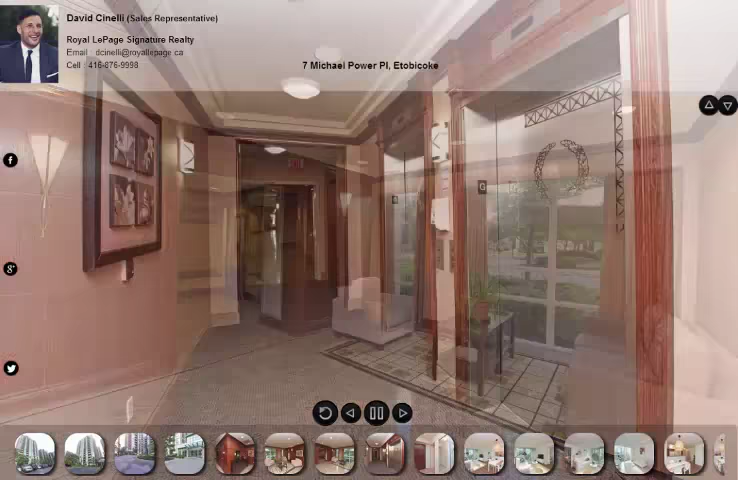 David Cinelli (Sales Representative)
Royal LePage Signature Realty
Email : dcinelli@royallepage.ca
Cell : 416-876-9998
7 Michael Power Pl, Etobicoke
G
f
g+